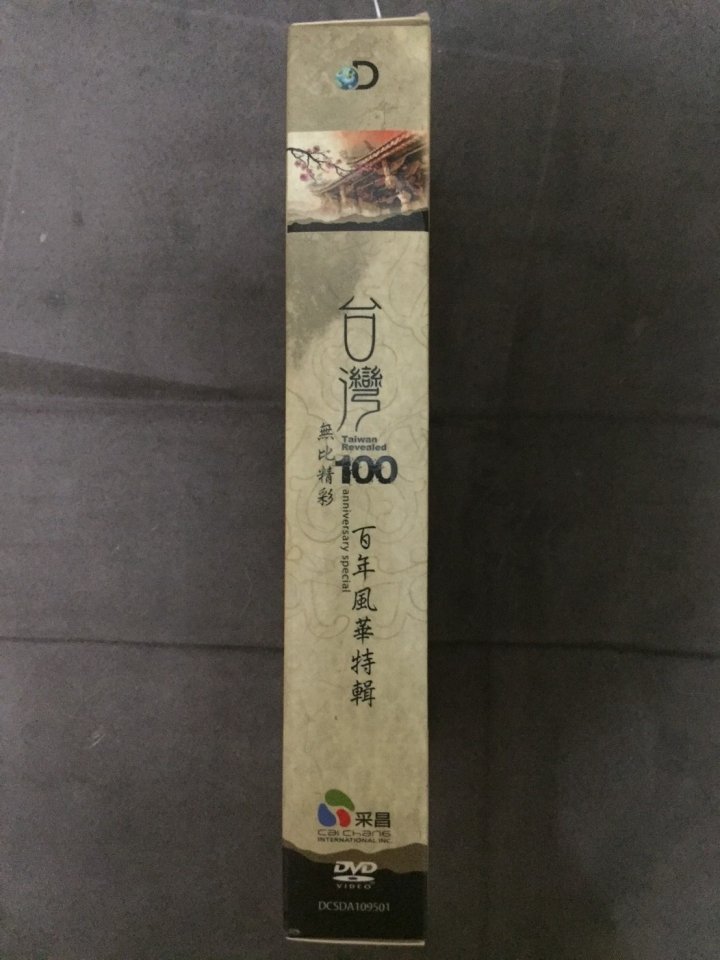 D
台灣
無比精彩
Taiwan
Revealed
100
anniversary special
百年風華特輯
采昌
cai chang
INTERNATIONAL INC.
DVD
VIDEO
DCSDA109501